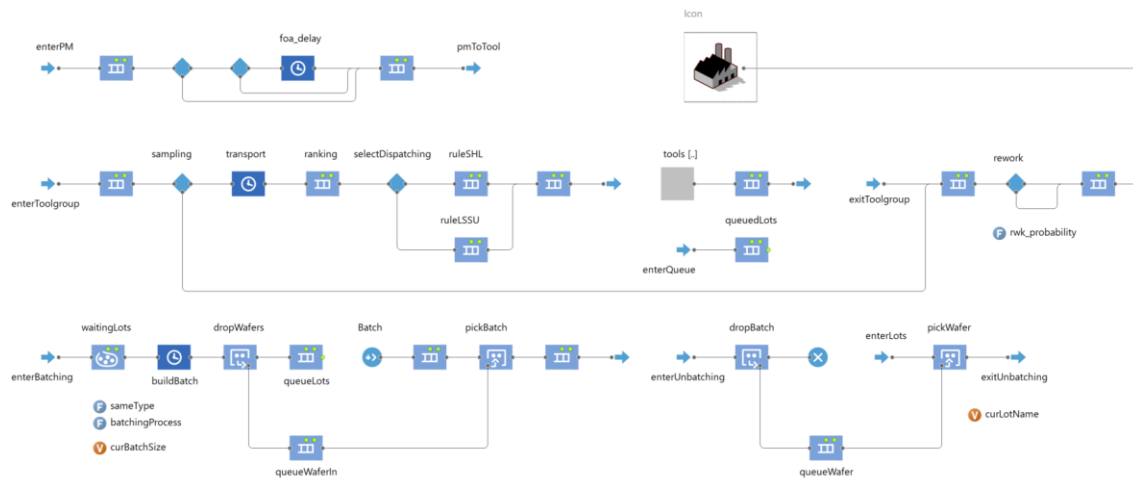 Icon
enterPM
foa_delay
pmToTool
sampling
transport
ranking
selectDispatching
ruleSHL
tools [..]
rework
enterToolgroup
exitToolgroup
ruleLSSU
queuedLots
F rwk_probability
enterQueue
waitingLots
dropWafers
Batch
pickBatch
dropBatch
enterLots
pickWafer
enterBatching
buildBatch
queueLots
enterUnbatching
exitUnbatching
F sameType
F batchingProcess
V curLotName
V curBatchSize
queueWaferIn
queueWafer